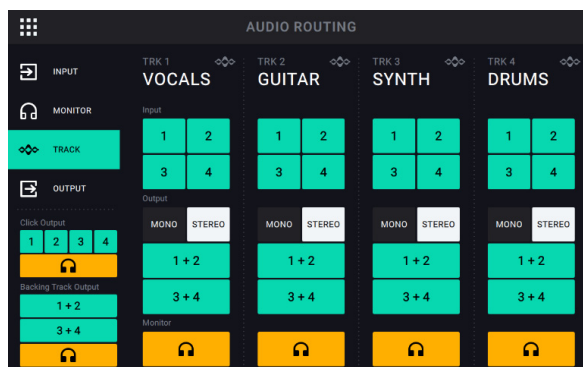 AUDIO ROUTING
INPUT
MONITOR
TRACK
OUTPUT
Click Output
1 2 3 4
Backing Track Output
1 + 2
3 + 4
TRK 1 TRK 2 TRK 3 TRK 4
VOCALS GUITAR SYNTH DRUMS
Input
1 2 1 2 1 2 1 2
3 4 3 4 3 4 3 4
Output
MONO STEREO MONO STEREO MONO STEREO MONO STEREO
1 + 2 1 + 2 1 + 2 1 + 2
3 + 4 3 + 4 3 + 4 3 + 4
Monitor